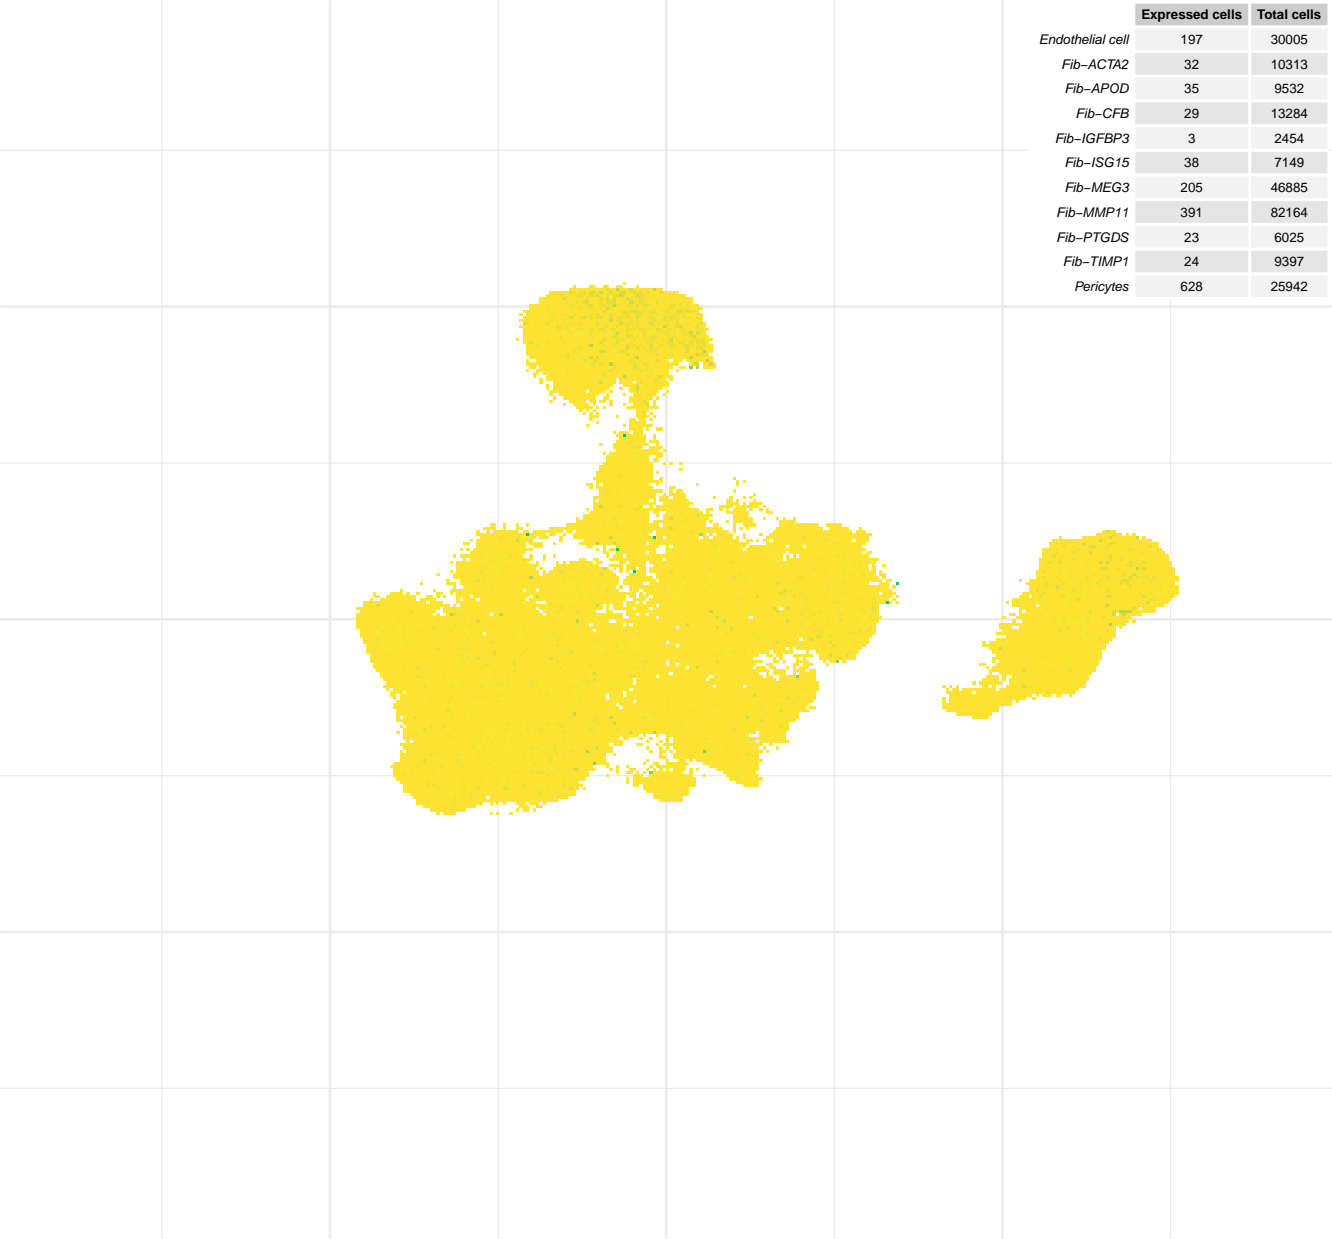 Expressed cells Total cells
Endothelial cell 197 30005
Fib−ACTA2 32 10313
Fib−APOD 35 9532
Fib−CFB 29 13284
Fib−IGFBP3 3 2454
Fib−ISG15 38 7149
Fib−MEG3 205 46885
Fib−MMP11 391 82164
Fib−PTGDS 23 6025
Fib−TIMP1 24 9397
Pericytes 628 25942